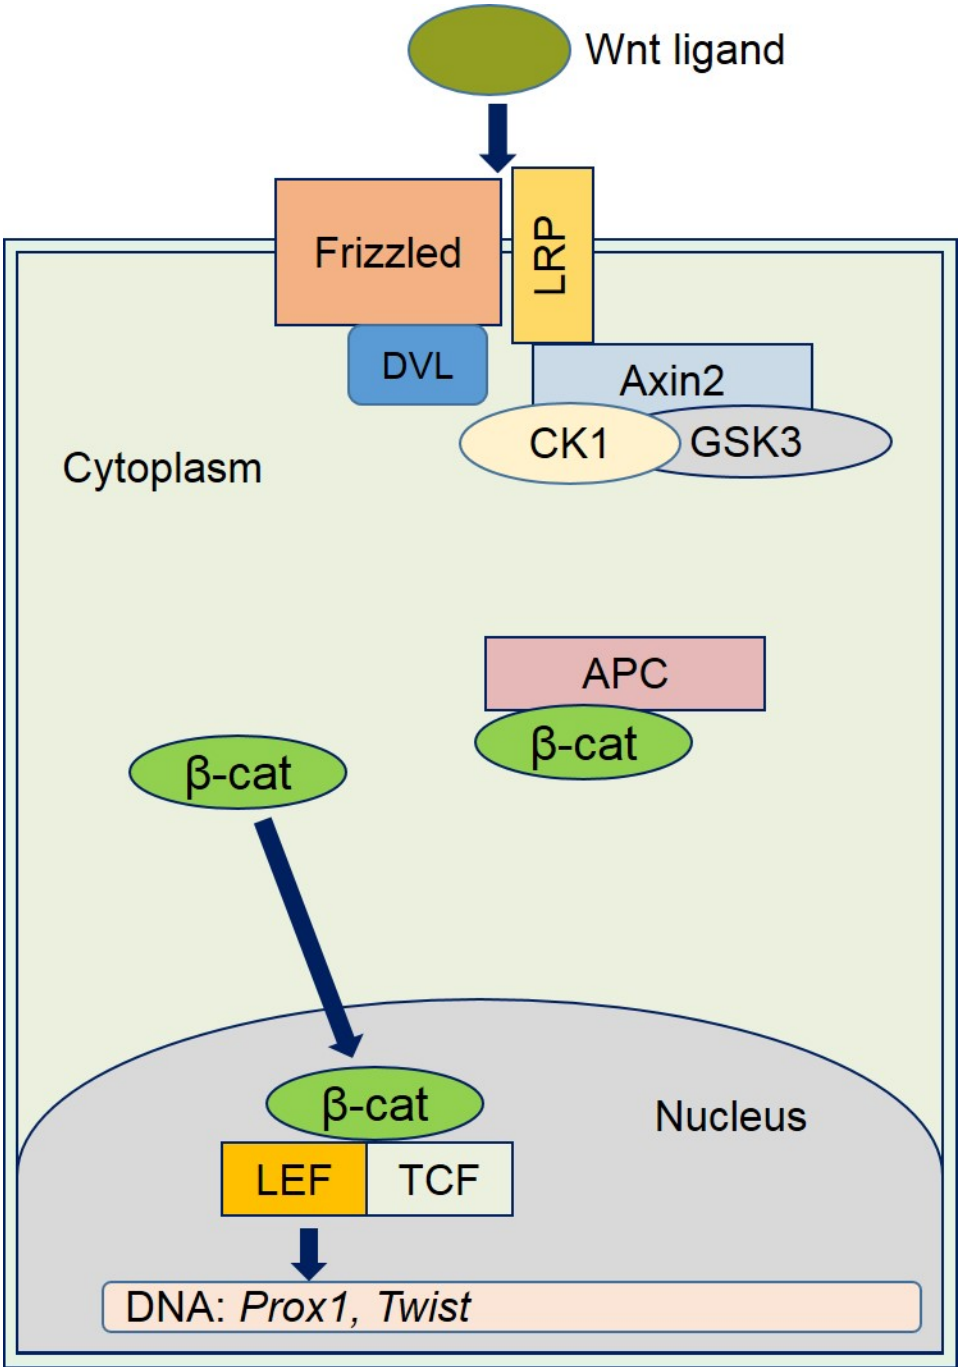 Wnt ligand
Frizzled
LRP
DVL
Axin2
CK1
GSK3
Cytoplasm
APC
β-cat
β-cat
β-cat
Nucleus
LEF
TCF
DNA: Prox1, Twist